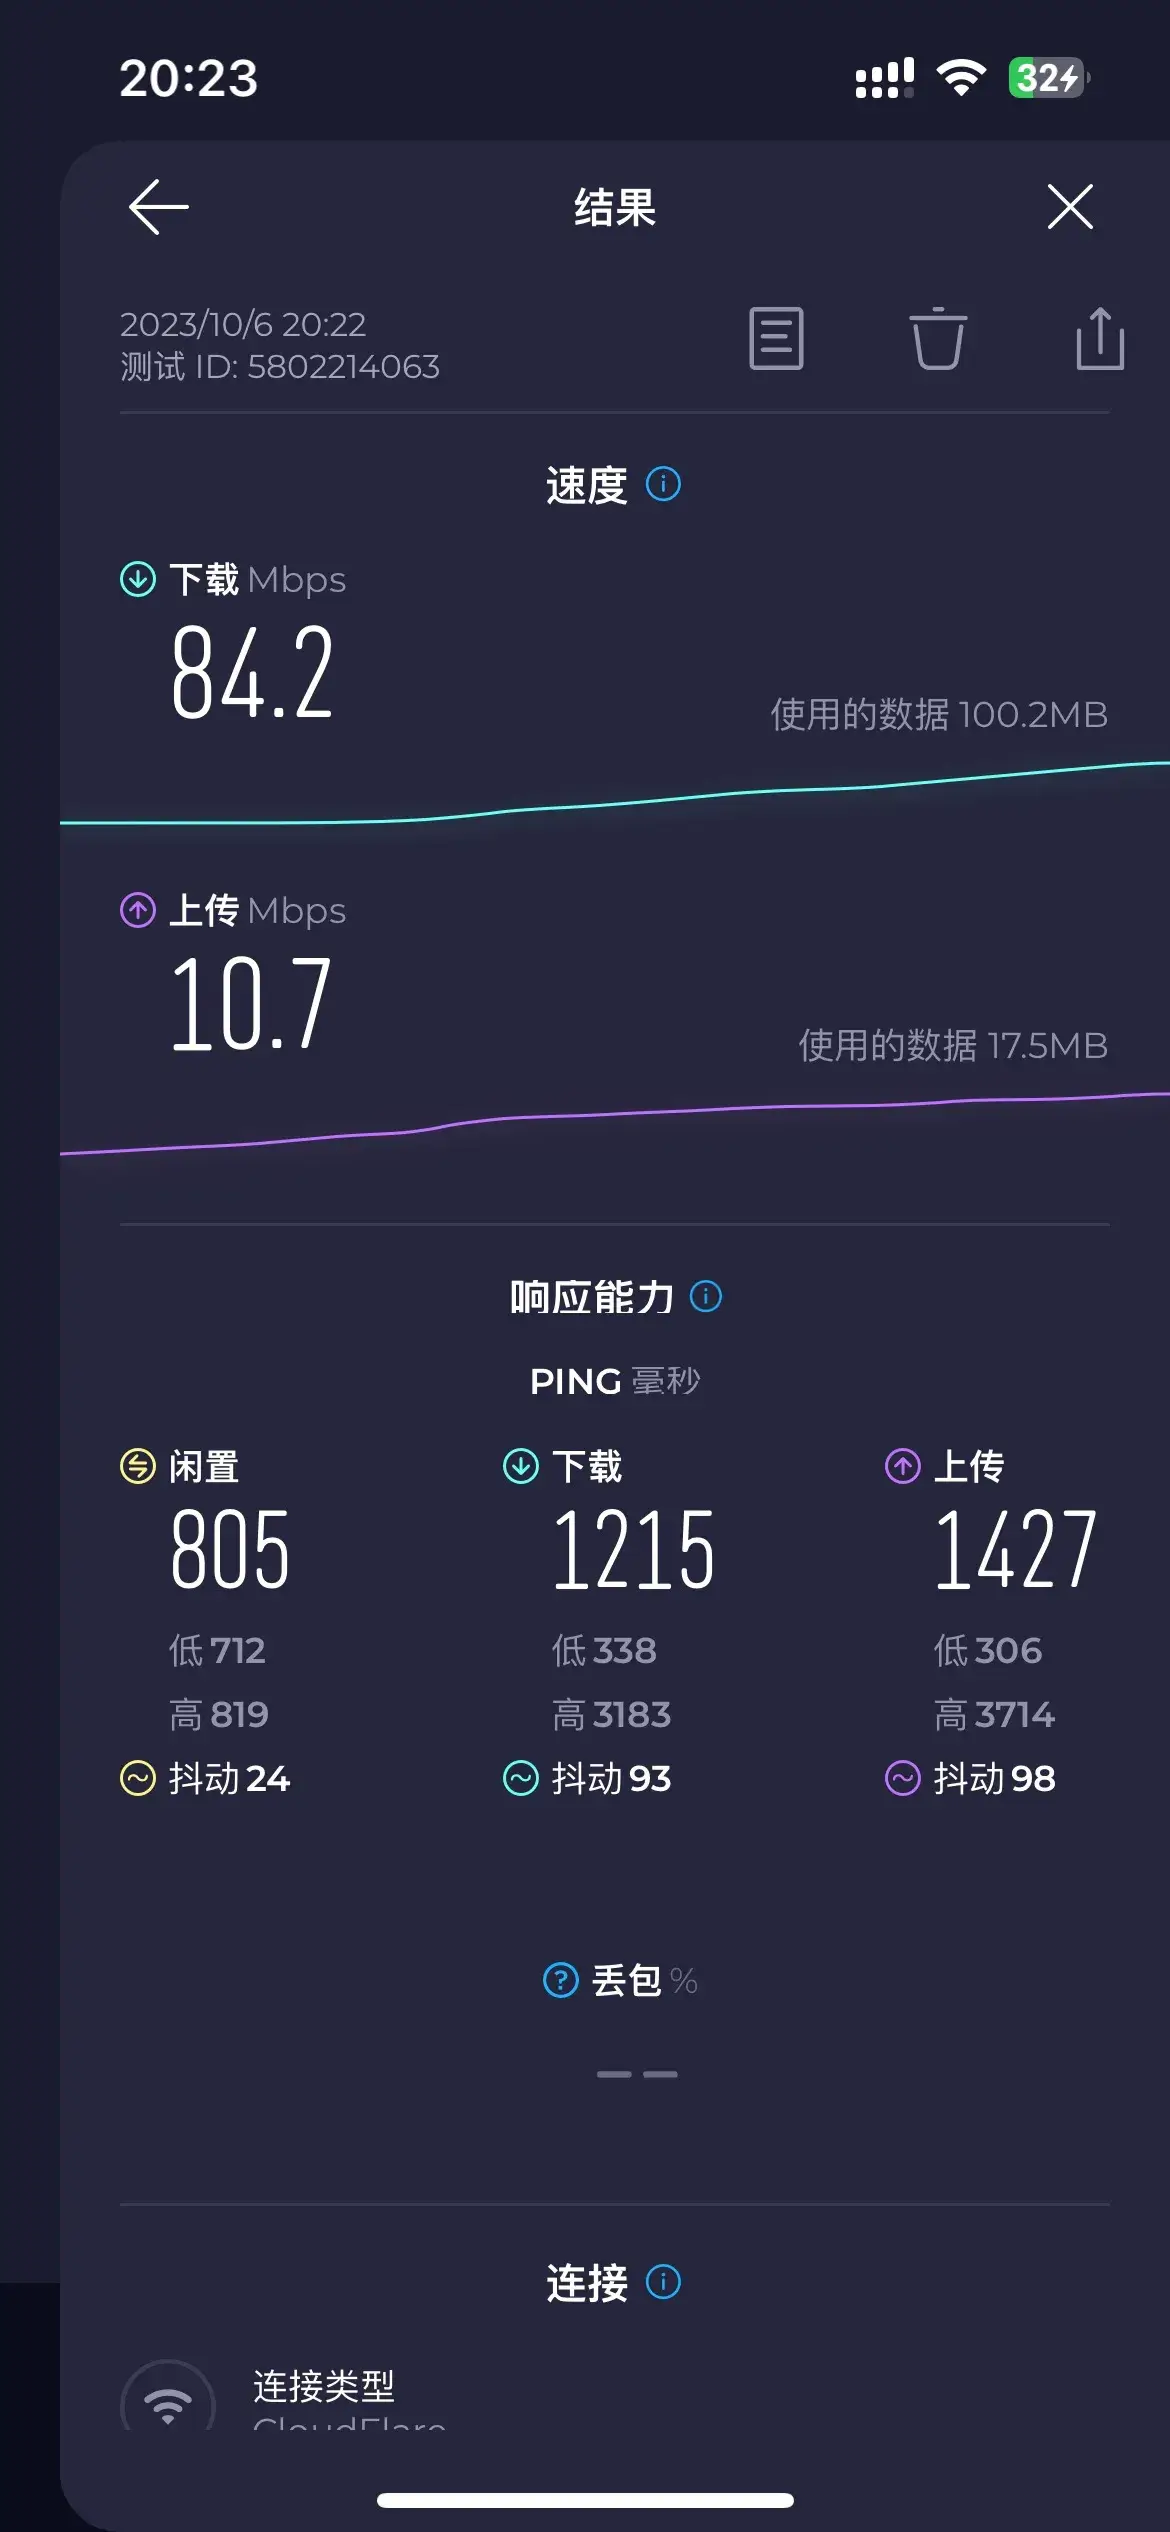 20:23
32
结果
2023/10/6 20:22
测试 ID: 5802214063
速度
下载 Mbps
84.2
使用的数据 100.2MB
上传 Mbps
10.7
使用的数据 17.5MB
响应能力
PING 毫秒
闲置 下载 上传
805 1215 1427
低 712 低 338 低 306
高 819 高 3183 高 3714
抖动 24 抖动 93 抖动 98
丢包 %
连接
连接类型
CloudFlare